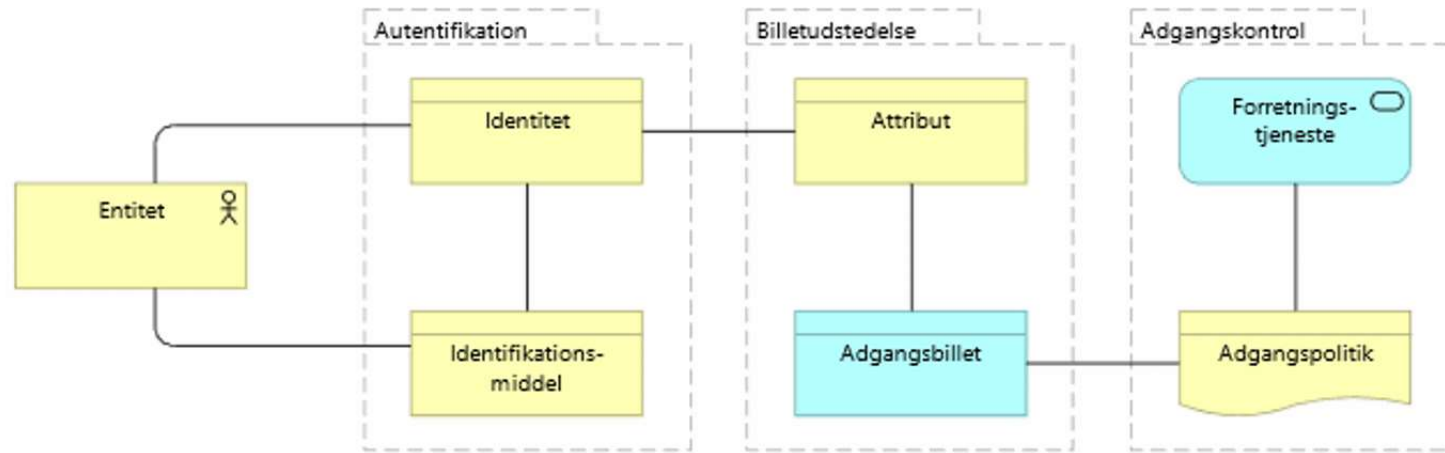 Autentifikation
Billetudstedelse
Adgangskontrol
Identitet
Attribut
Forretnings-
tjeneste
Entitet
Identifikations-
middel
Adgangsbillet
Adgangspolitik